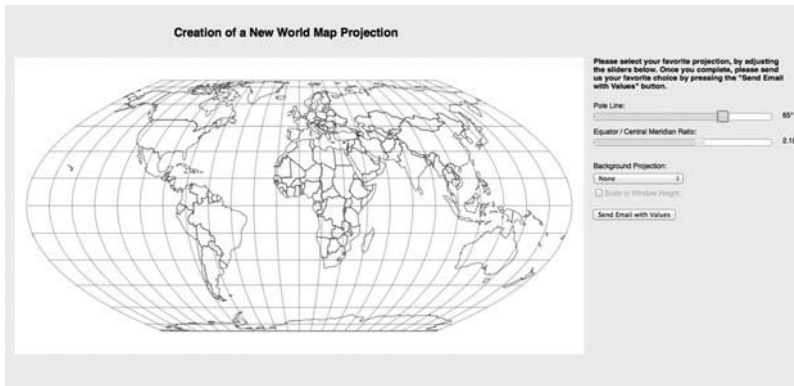 Creation of a New World Map Projection
Please select your favorite projection, by adjusting
the sliders below. Once you complete, please send
us your favorite choice by pressing the "Send Email
with Values" button.
Pole Line:
65°
Equator / Central Meridian Ratio:
Background Projection:
None
Scale to Window Height
Send Email with Values